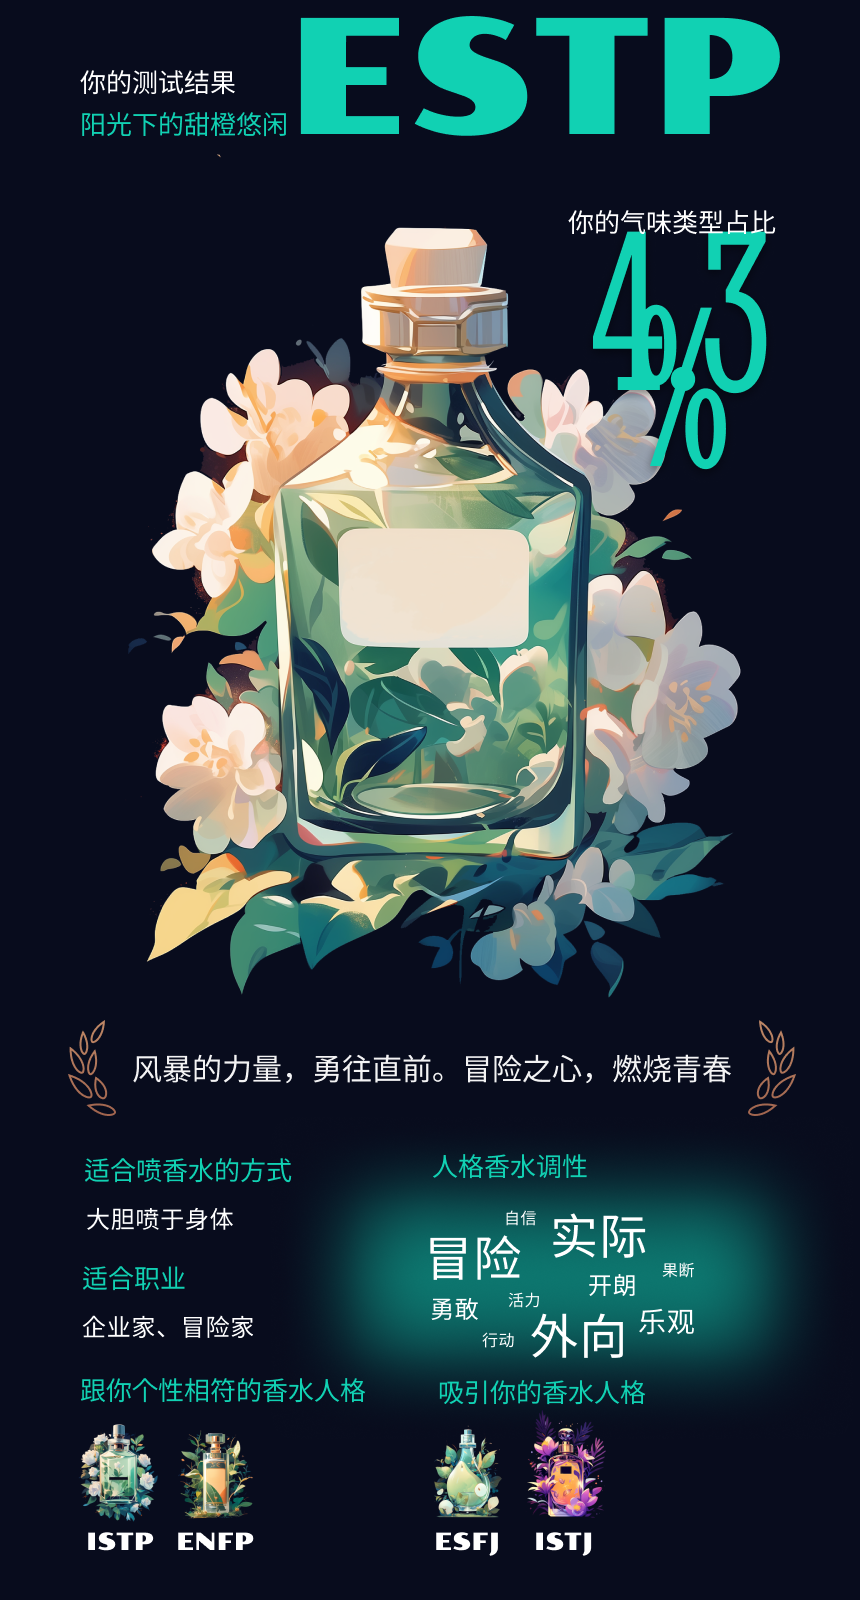 ESTP
你的测试结果
阳光下的甜橙悠闲
、
你的气味类型占比
43
%
风暴的力量，勇往直前。冒险之心，燃烧青春
适合喷香水的方式
大胆喷于身体
适合职业
企业家、冒险家
人格香水调性
自信
实际
冒险
果断
开朗
活力
勇敢
乐观
外向
行动
跟你个性相符的香水人格
ISTP ENFP
吸引你的香水人格
ESFJ ISTJ